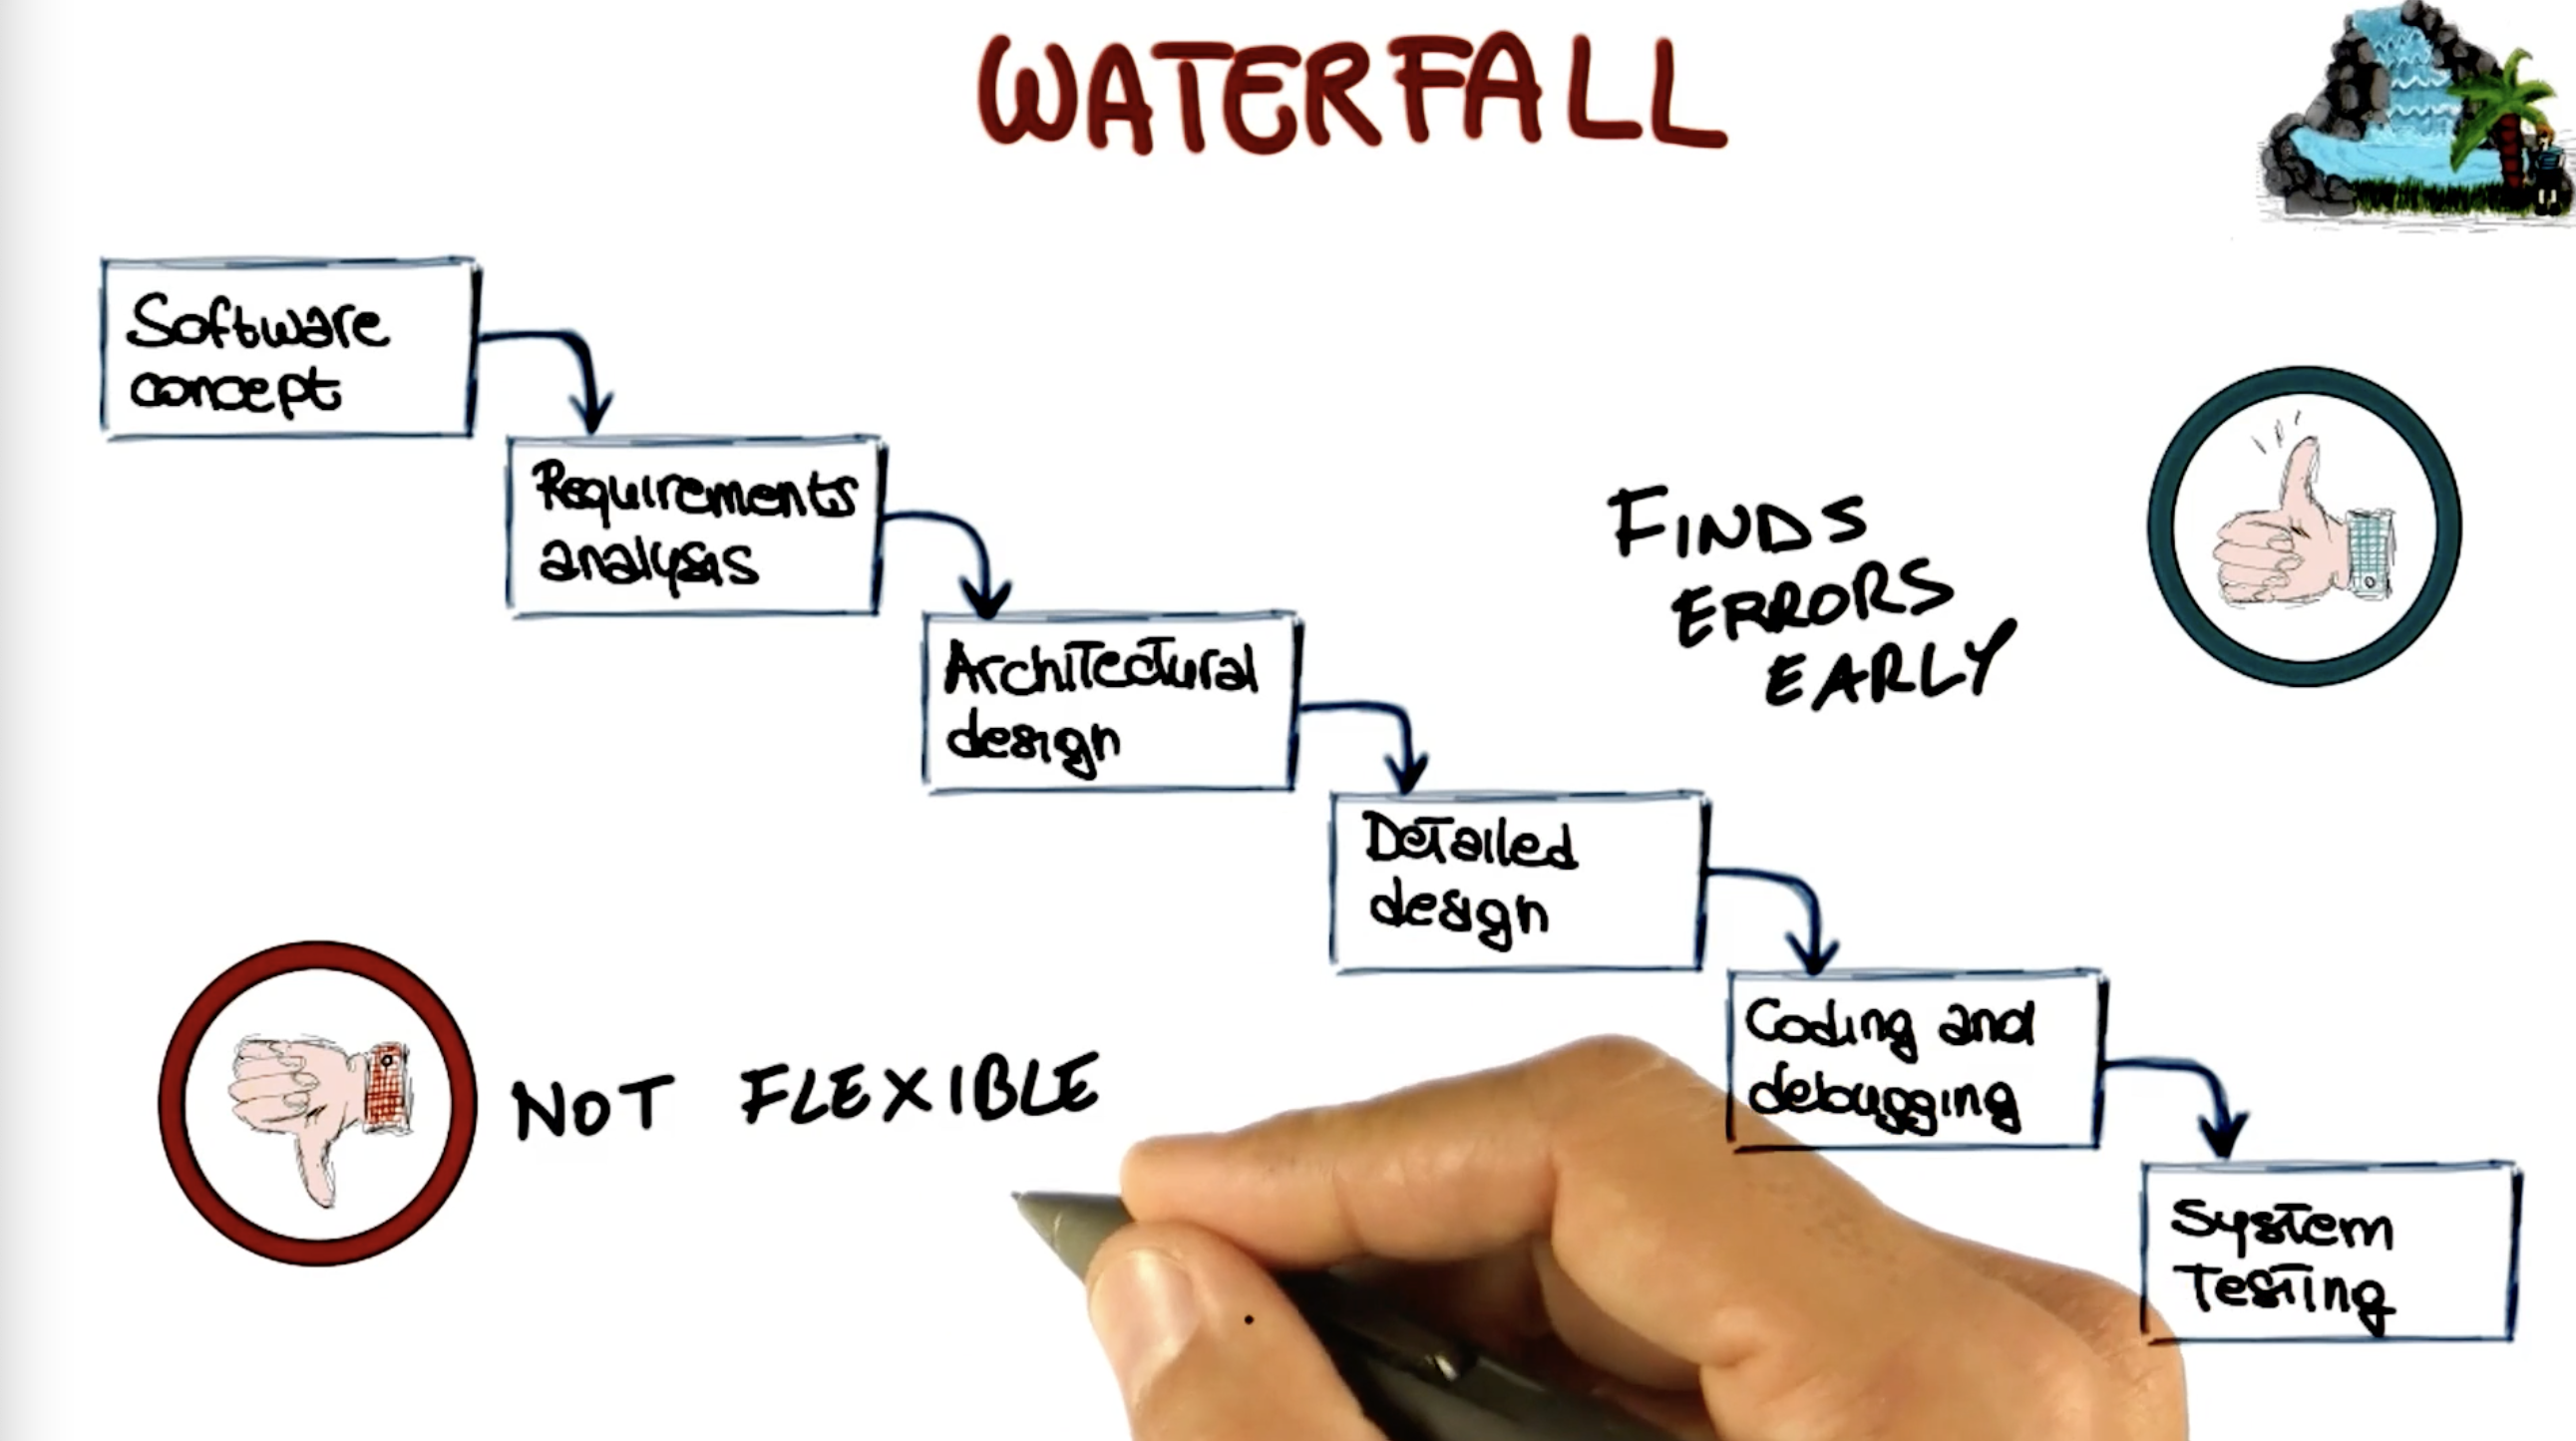 WATERFALL
Software
concept
Requirements
analysis
Architectural
design
Detailed
design
Coding and
debugging
System
Testing
FINDS
ERRORS
EARLY
NOT FLEXIBLE